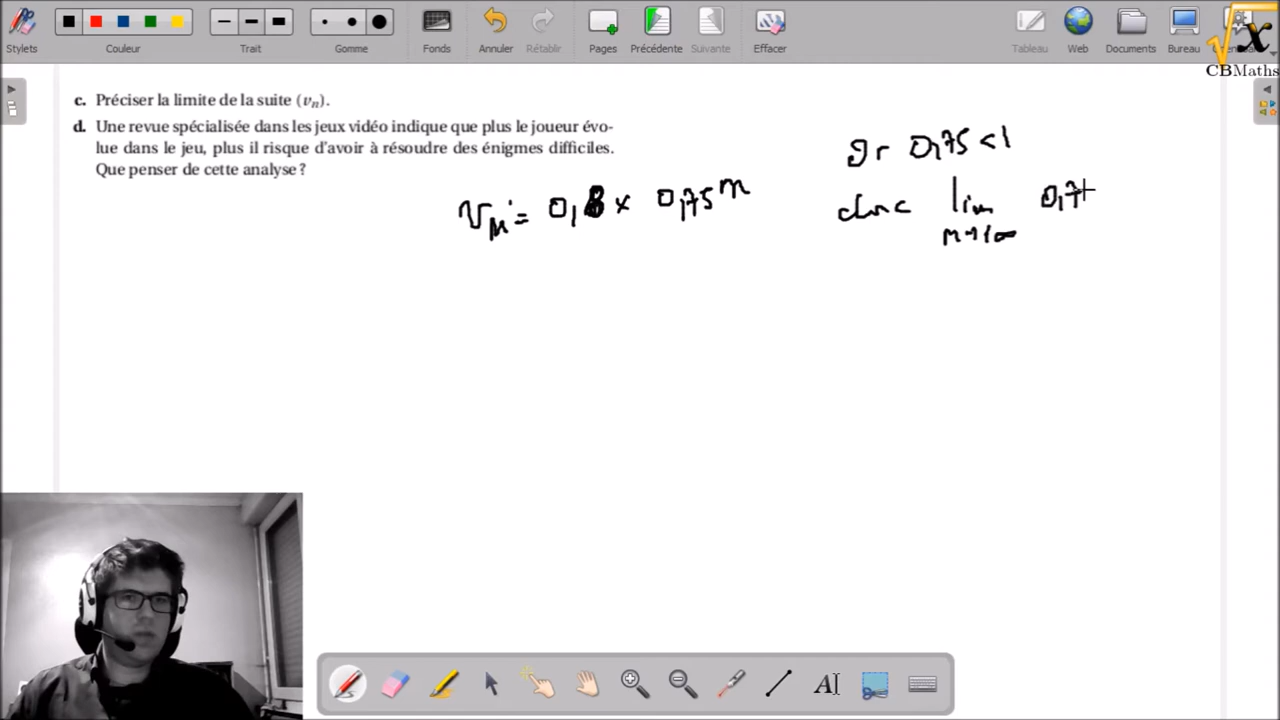 Stylets
Couleur
Trait
Gomme
Fonds
Annuler
Rétablir
Pages
Précédente
Suivante
Effacer
Tableau
Web
Documents
Bureau
CBMaths
c. Préciser la limite de la suite (vn).
d. Une revue spécialisée dans les jeux vidéo indique que plus le joueur évo-
lue dans le jeu, plus il risque d'avoir à résoudre des énigmes difficiles.
Que penser de cette analyse ?
Vn = 0,8 × 0,75^n
Or 0,75 < 1
donc lim 0,7
n→+∞